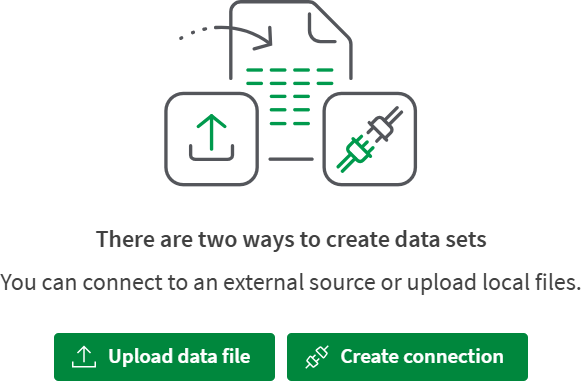 There are two ways to create data sets
You can connect to an external source or upload local files.
Upload data file
Create connection